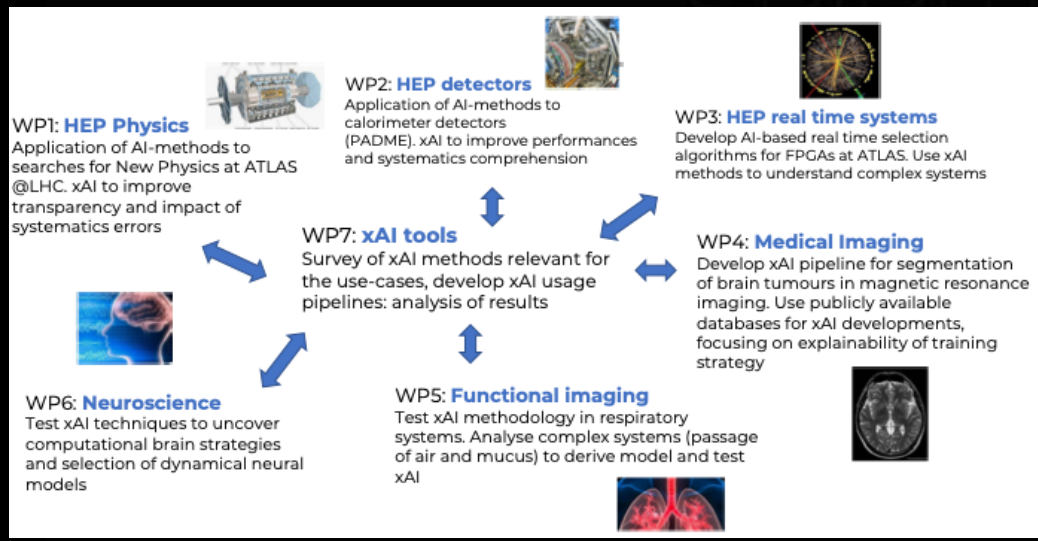 WP1: HEP Physics
Application of AI-methods to
searches for New Physics at ATLAS
@LHC. xAI to improve
transparency and impact of
systematics errors
WP2: HEP detectors
Application of AI-methods to
calorimeter detectors
(PADME). xAI to improve performances
and systematics comprehension
WP3: HEP real time systems
Develop AI-based real time selection
algorithms for FPGAs at ATLAS. Use xAI
methods to understand complex systems
WP7: xAI tools
Survey of xAI methods relevant for
the use-cases, develop xAI usage
pipelines: analysis of results
WP4: Medical Imaging
Develop xAI pipeline for segmentation
of brain tumours in magnetic resonance
imaging. Use publicly available
databases for xAI developments,
focusing on explainability of training
strategy
WP6: Neuroscience
Test xAI techniques to uncover
computational brain strategies
and selection of dynamical neural
models
WP5: Functional imaging
Test xAI methodology in respiratory
systems. Analyse complex systems (passage
of air and mucus) to derive model and test
xAI